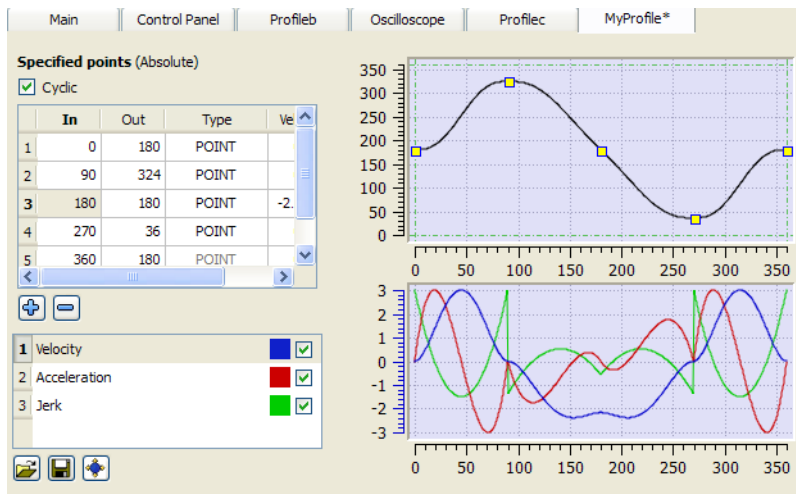 Main Control Panel Profileb Oscilloscope Profilec MyProfile*
Specified points (Absolute)
Cyclic
In Out Type Ve
1 0 180 POINT
2 90 324 POINT
3 180 180 POINT -2.
4 270 36 POINT
5 360 180 POINT
1 Velocity
2 Acceleration
3 Jerk
350
300
250
200
150
100
50
0
0 50 100 150 200 250 300 350
3
2
1
0
-1
-2
-3
0 50 100 150 200 250 300 350